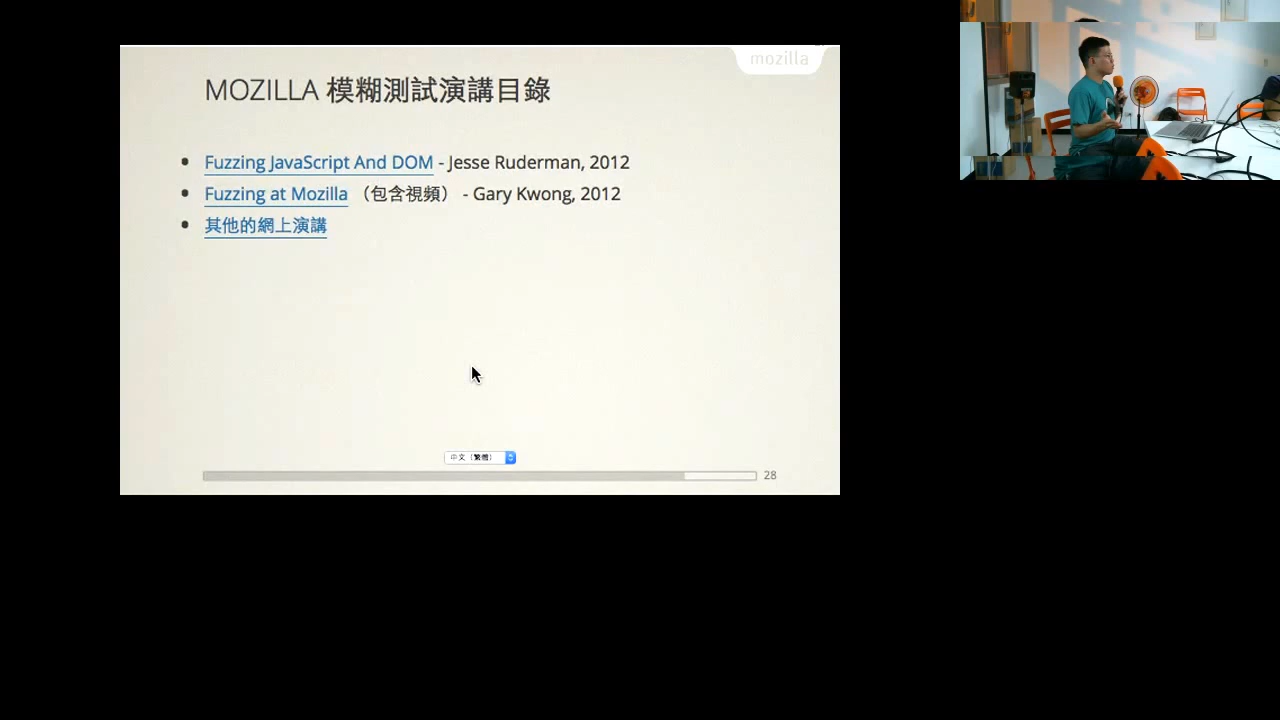 mozilla
MOZILLA 模糊測試演講目錄
Fuzzing JavaScript And DOM - Jesse Ruderman, 2012
Fuzzing at Mozilla （包含視頻） - Gary Kwong, 2012
其他的網上演講
中文（繁體）
28